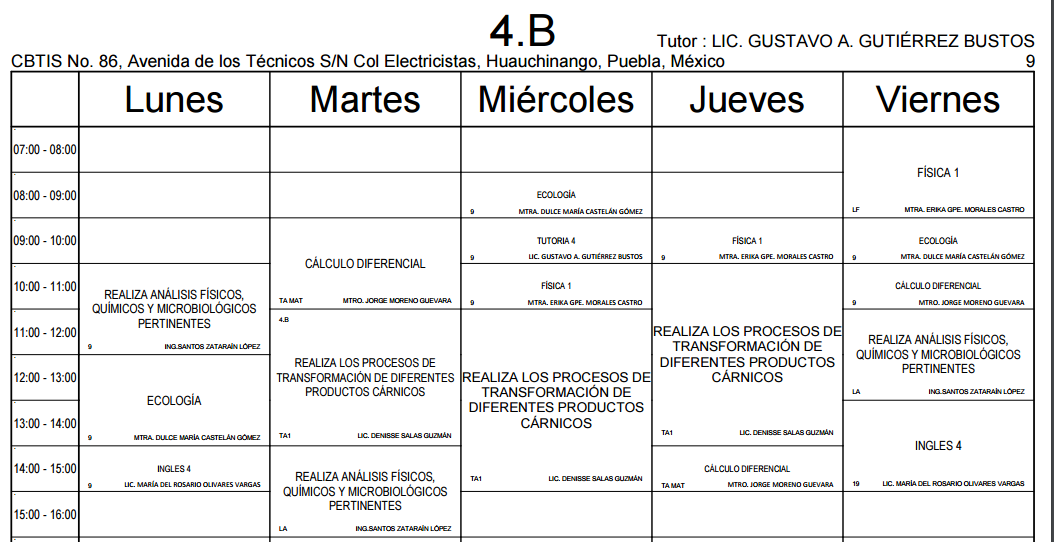 4.B
Tutor : LIC. GUSTAVO A. GUTIÉRREZ BUSTOS
CBTIS No. 86, Avenida de los Técnicos S/N Col Electricistas, Huauchinango, Puebla, México 9
Lunes Martes Miércoles Jueves Viernes
07:00 - 08:00
FÍSICA 1
LF MTRA. ERIKA GPE. MORALES CASTRO
08:00 - 09:00
ECOLOGÍA
9 MTRA. DULCE MARÍA CASTELÁN GÓMEZ
09:00 - 10:00
CÁLCULO DIFERENCIAL
TA MAT MTRO. JORGE MORENO GUEVARA
TUTORIA 4
9 LIC. GUSTAVO A. GUTIÉRREZ BUSTOS
FÍSICA 1
9 MTRA. ERIKA GPE. MORALES CASTRO
ECOLOGÍA
9 MTRA. DULCE MARÍA CASTELÁN GÓMEZ
10:00 - 11:00
REALIZA ANÁLISIS FÍSICOS,
QUÍMICOS Y MICROBIOLÓGICOS
PERTINENTES
9 ING.SANTOS ZATARAÍN LÓPEZ
FÍSICA 1
9 MTRA. ERIKA GPE. MORALES CASTRO
REALIZA LOS PROCESOS DE
TRANSFORMACIÓN DE
DIFERENTES PRODUCTOS
CÁRNICOS
TA1 LIC. DENISSE SALAS GUZMÁN
CÁLCULO DIFERENCIAL
9 MTRO. JORGE MORENO GUEVARA
11:00 - 12:00
4.B
REALIZA LOS PROCESOS DE
TRANSFORMACIÓN DE DIFERENTES
PRODUCTOS CÁRNICOS
TA1 LIC. DENISSE SALAS GUZMÁN
REALIZA LOS PROCESOS DE
TRANSFORMACIÓN DE
DIFERENTES PRODUCTOS
CÁRNICOS
TA1 LIC. DENISSE SALAS GUZMÁN
REALIZA ANÁLISIS FÍSICOS,
QUÍMICOS Y MICROBIOLÓGICOS
PERTINENTES
LA ING.SANTOS ZATARAÍN LÓPEZ
12:00 - 13:00
ECOLOGÍA
9 MTRA. DULCE MARÍA CASTELÁN GÓMEZ
13:00 - 14:00
INGLES 4
19 LIC. MARÍA DEL ROSARIO OLIVARES VARGAS
14:00 - 15:00
INGLES 4
9 LIC. MARÍA DEL ROSARIO OLIVARES VARGAS
REALIZA ANÁLISIS FÍSICOS,
QUÍMICOS Y MICROBIOLÓGICOS
PERTINENTES
LA ING.SANTOS ZATARAÍN LÓPEZ
CÁLCULO DIFERENCIAL
TA MAT MTRO. JORGE MORENO GUEVARA
15:00 - 16:00